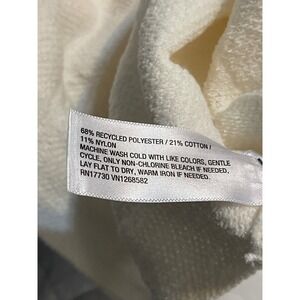 68% RECYCLED POLYESTER / 21% COTTON /
11% NYLON
MACHINE WASH COLD WITH LIKE COLORS, GENTLE
CYCLE, ONLY NON-CHLORINE BLEACH IF NEEDED,
LAY FLAT TO DRY, WARM IRON IF NEEDED.
RN17730 VN1268582